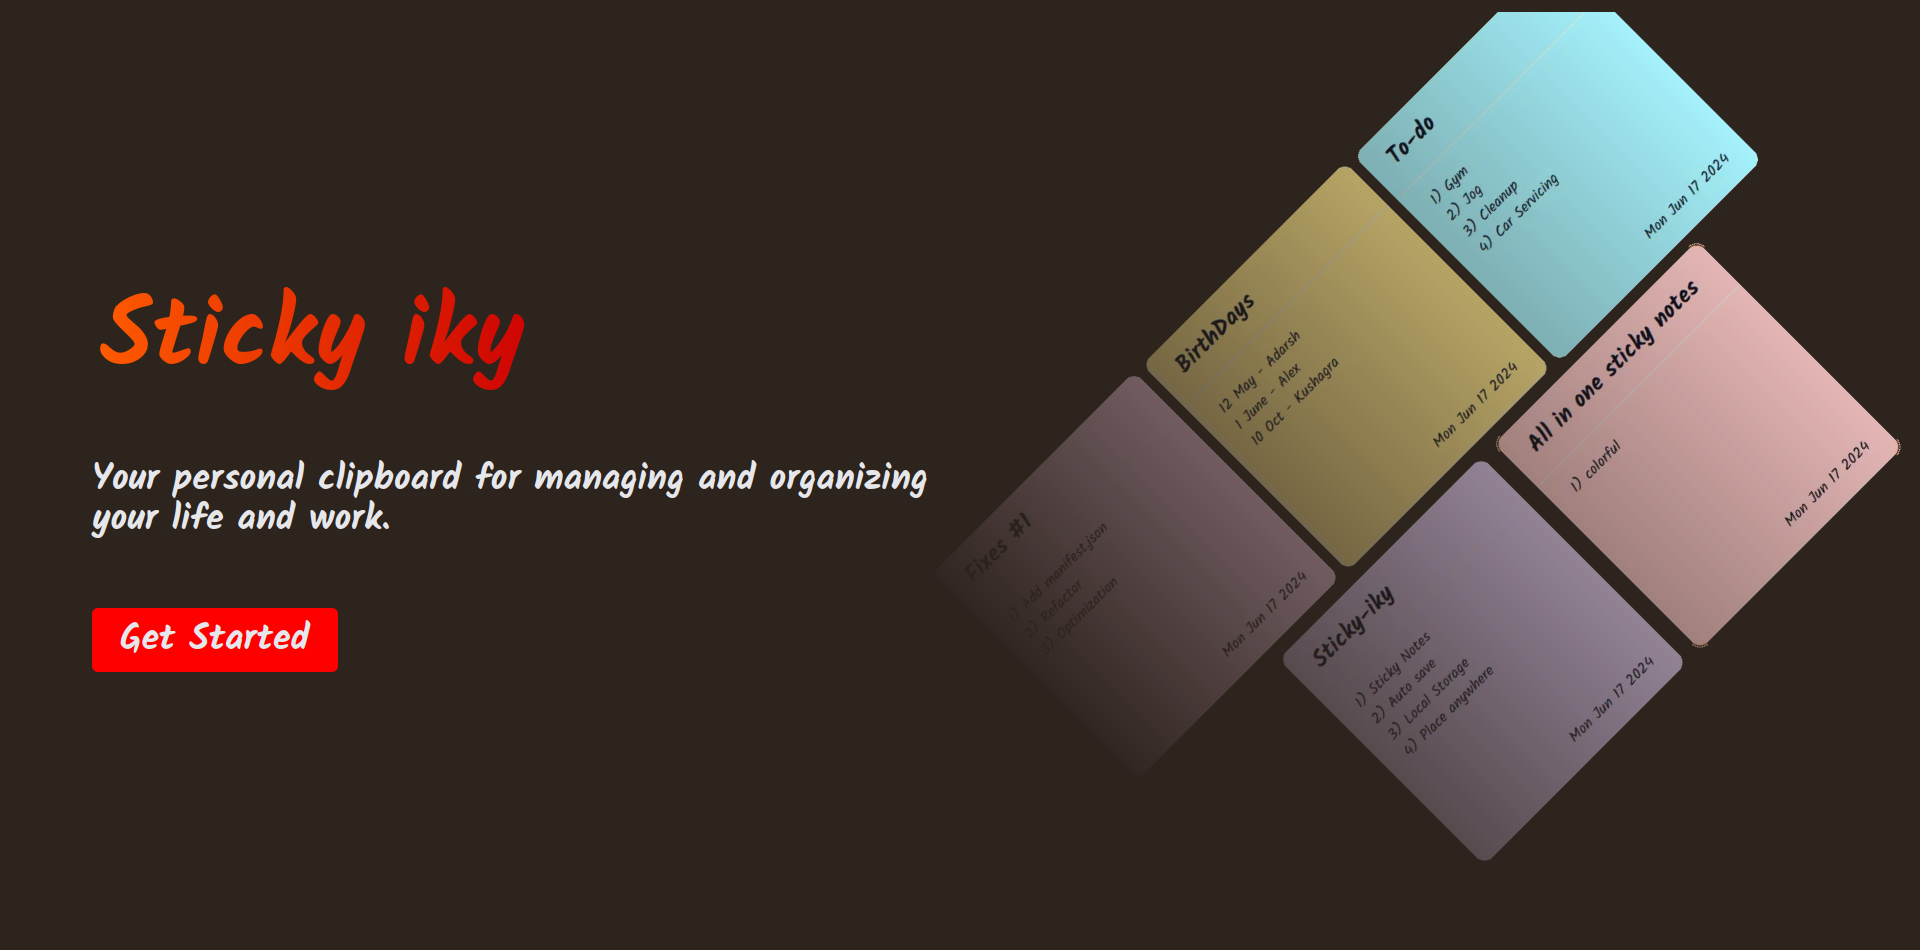 Sticky iky
Your personal clipboard for managing and organizing
your life and work.
Get Started
To-do
1) Gym
2) Jog
3) Cleanup
4) Car Servicing
Mon Jun 17 2024
BirthDays
12 May - Adarsh
1 June - Alex
10 Oct - Kushagra
Mon Jun 17 2024
All in one sticky notes
1) colorful
Mon Jun 17 2024
Fixes #1
1) Add manifest.json
2) Refactor
3) Optimization
Mon Jun 17 2024
Sticky-iky
1) Sticky Notes
2) Auto save
3) Local Storage
4) Place anywhere
Mon Jun 17 2024